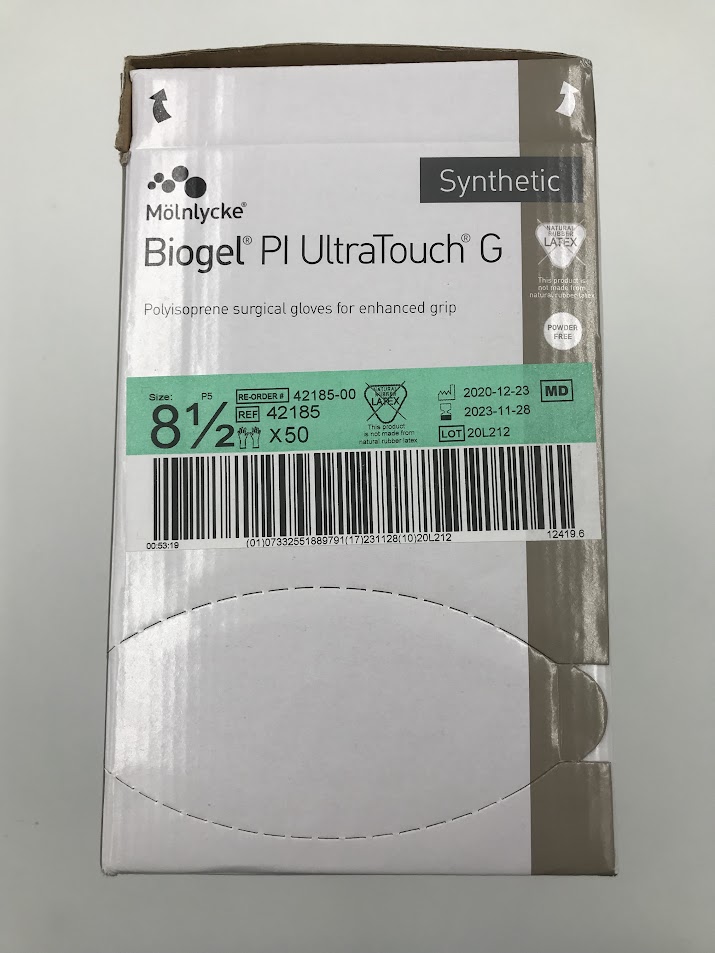 Synthetic
Mölnlycke®
Biogel® PI UltraTouch® G
NATURAL RUBBER LATEX
This product is
not made from
natural rubber latex
Polyisoprene surgical gloves for enhanced grip
POWDER
FREE
Size: P5
8½
RE-ORDER # 42185-00
REF 42185
X50
NATURAL
RUBBER
LATEX
This product
is not made from
natural rubber latex
2020-12-23
MD
2023-11-28
LOT 20L212
00:53:19
(01)07332551889791(17)231128(10)20L212
12419.6